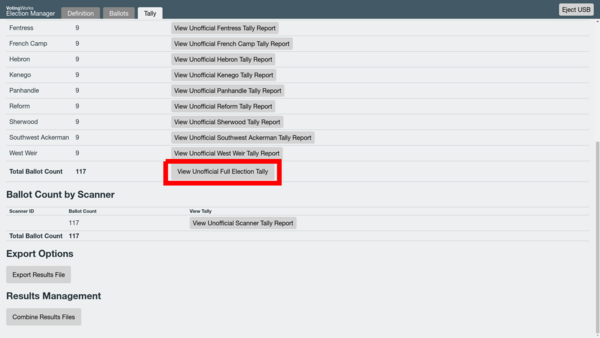 VotingWorks
Election Manager Definition Ballots Tally Eject USB
Fentress 9 View Unofficial Fentress Tally Report
French Camp 9 View Unofficial French Camp Tally Report
Hebron 9 View Unofficial Hebron Tally Report
Kenego 9 View Unofficial Kenego Tally Report
Panhandle 9 View Unofficial Panhandle Tally Report
Reform 9 View Unofficial Reform Tally Report
Sherwood 9 View Unofficial Sherwood Tally Report
Southwest Ackerman 9 View Unofficial Southwest Ackerman Tally Report
West Weir 9 View Unofficial West Weir Tally Report
Total Ballot Count 117 View Unofficial Full Election Tally
Ballot Count by Scanner
Scanner ID Ballot Count View Tally
117 View Unofficial Scanner Tally Report
Total Ballot Count 117
Export Options
Export Results File
Results Management
Combine Results Files